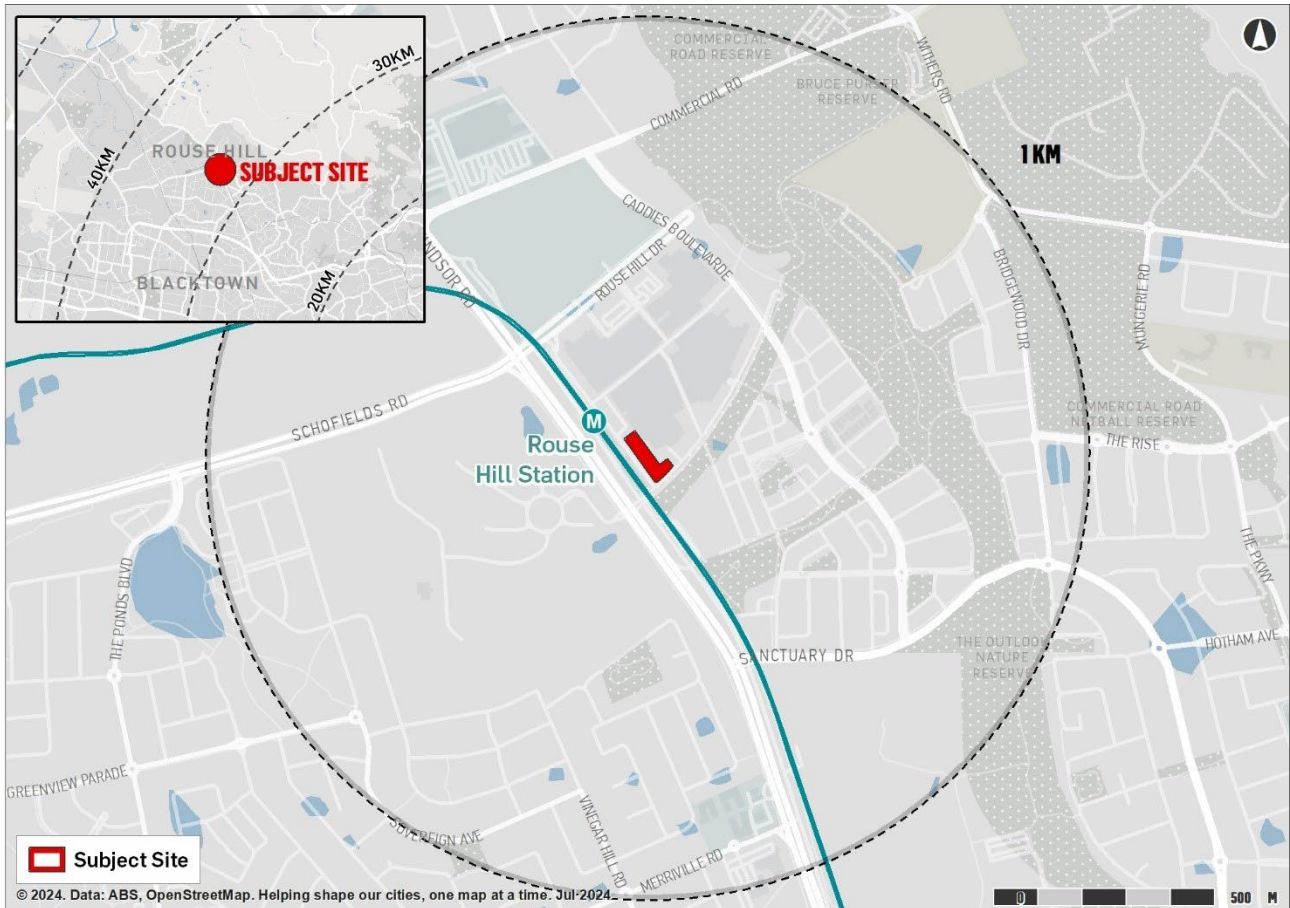 COMMERCIAL
ROAD RESERVE
WITHERS RD
30KM
BRUCE PURSER
RESERVE
COMMERCIAL RD
1 KM
ROUSE HILL
40KM
SUBJECT SITE
CADDIES BOULEVARDE
ROUSE HILL DR
NDSOR RD
BLACKTOWN
20KM
BRIDGEWOOD DR
MUNGERIE RD
SCHOFIELDS RD
M
Rouse
Hill Station
COMMERCIAL ROAD
NETBALL RESERVE
THE RISE
THE PKWY
THE PONDS BLVD
SANCTUARY DR
THE OUTLOOK
NATURE
RESERVE
HOTHAM AVE
GREENVIEW PARADE
SOVEREIGN AVE
VINEGAR HILL RD
MERRIVILLE RD
Subject Site
© 2024. Data: ABS, OpenStreetMap. Helping shape our cities, one map at a time. Jul-2024
0 500 M